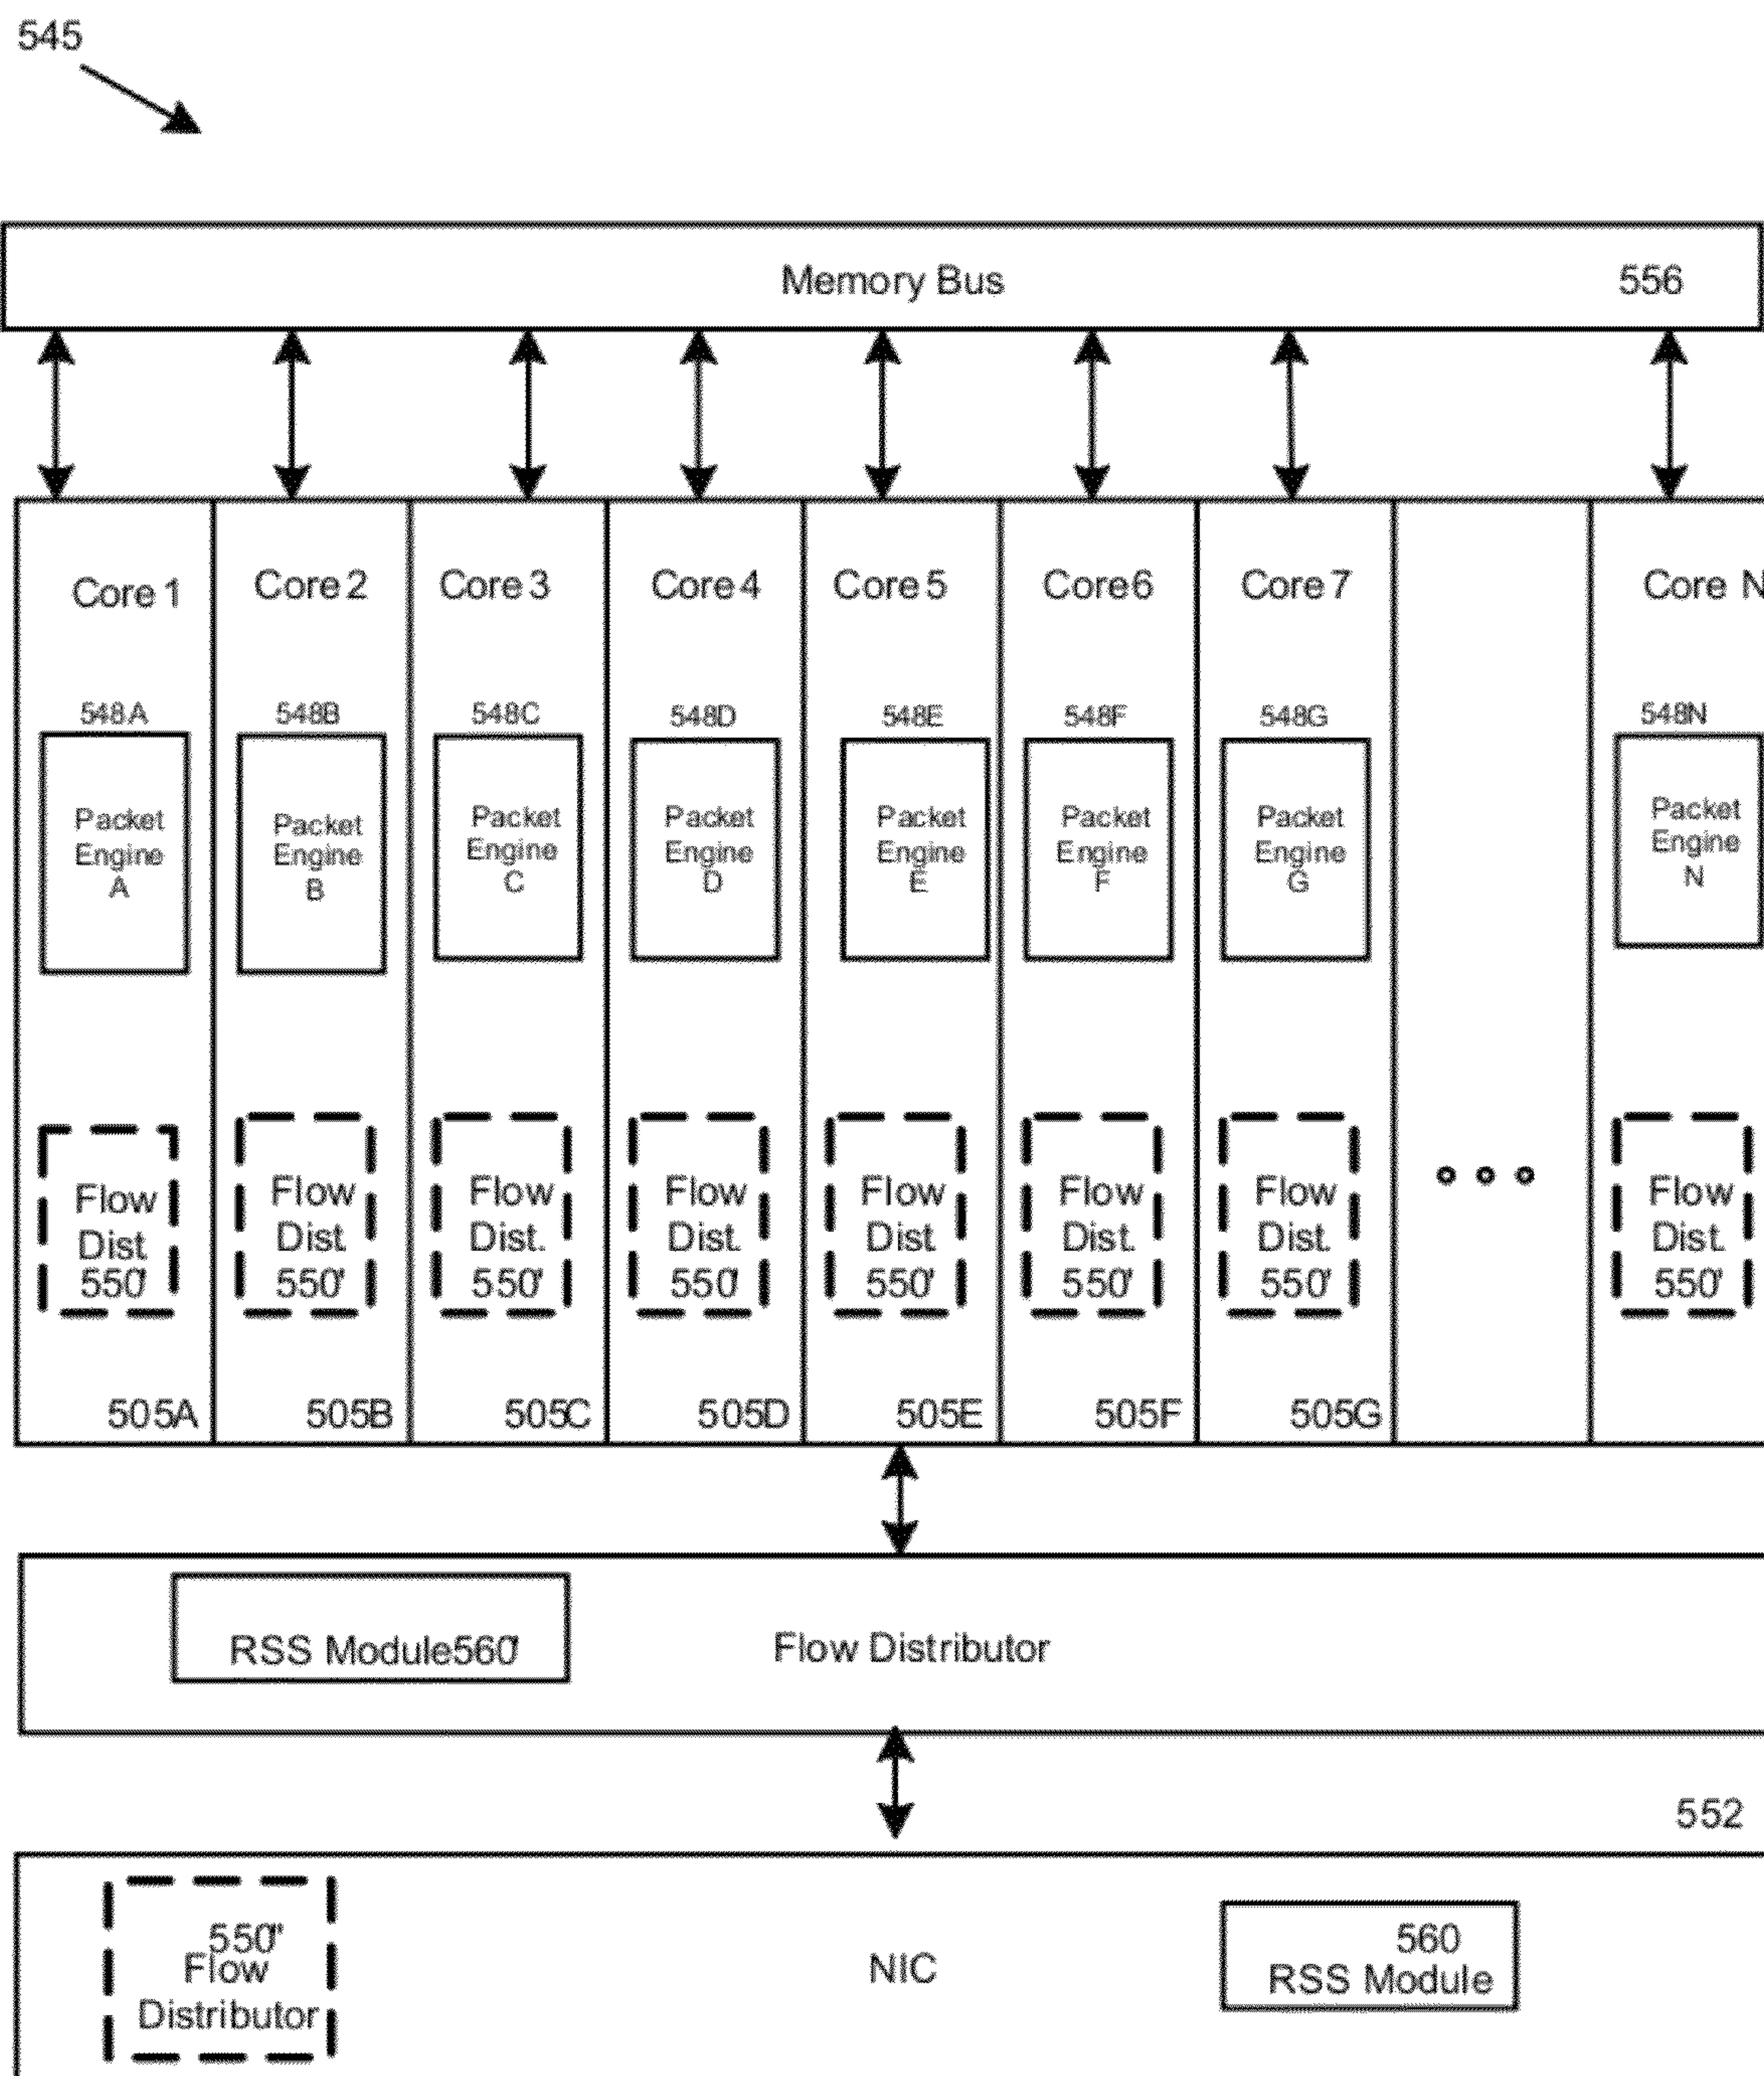 545
Memory Bus 556
Core 1 Core 2 Core 3 Core 4 Core 5 Core 6 Core 7 Core N
548A 548B 548C 548D 548E 548F 548G 548N
Packet Engine A
Packet Engine B
Packet Engine C
Packet Engine D
Packet Engine E
Packet Engine F
Packet Engine G
Packet Engine N
Flow Dist. 550'
Flow Dist. 550'
Flow Dist. 550'
Flow Dist. 550'
Flow Dist. 550'
Flow Dist. 550'
Flow Dist. 550'
Flow Dist. 550'
505A 505B 505C 505D 505E 505F 505G
RSS Module 560'
Flow Distributor
552
550"
Flow
Distributor
NIC
560
RSS Module